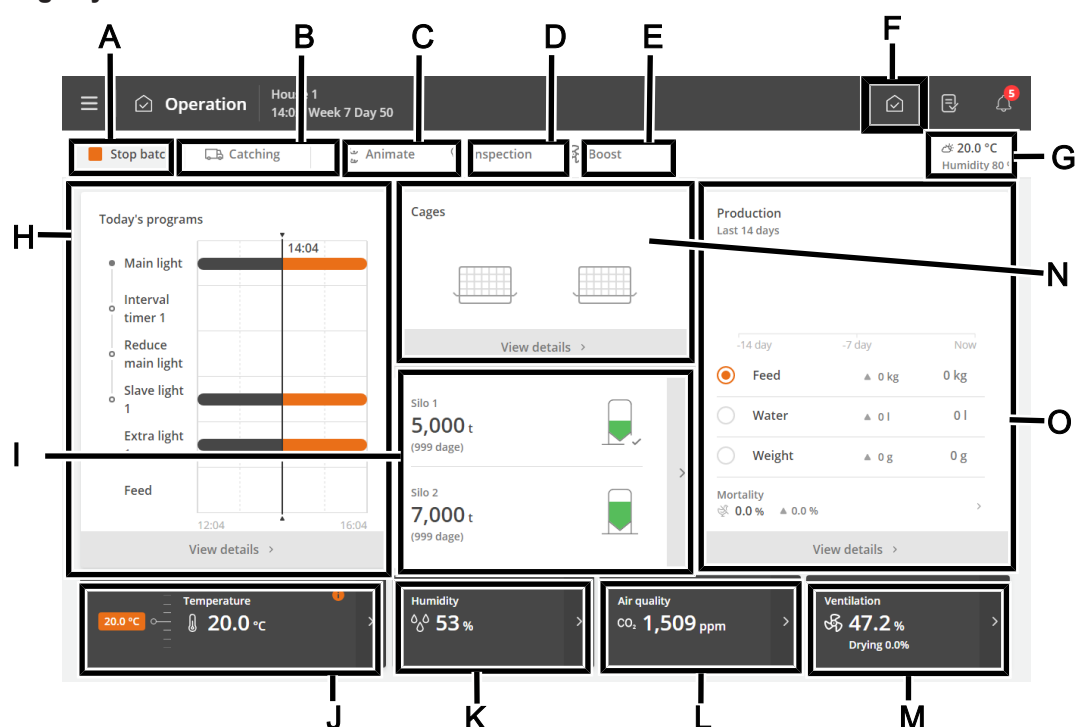 A B C D E F
Operation
House 1
14:0 Week 7 Day 50
5
Stop batc
Catching
Animate
nspection
Boost
20.0 °C
Humidity 80
G
H
Today's programs
14:04
Main light
Interval
timer 1
Reduce
main light
Slave light
1
Extra light
Feed
12:04 16:04
View details >
Cages
View details >
N
I
Silo 1
5,000 t
(999 dage)
Silo 2
7,000 t
(999 dage)
>
Production
Last 14 days
-14 day -7 day Now
Feed ▲ 0 kg 0 kg
Water ▲ 0 l 0 l
Weight ▲ 0 g 0 g
Mortality
0.0 % ▲ 0.0 % >
View details >
O
Temperature
20.0 °C 20.0 °C >
Humidity
53 % >
Air quality
CO₂ 1,509 ppm >
Ventilation
47.2 % >
Drying 0.0%
J K L M